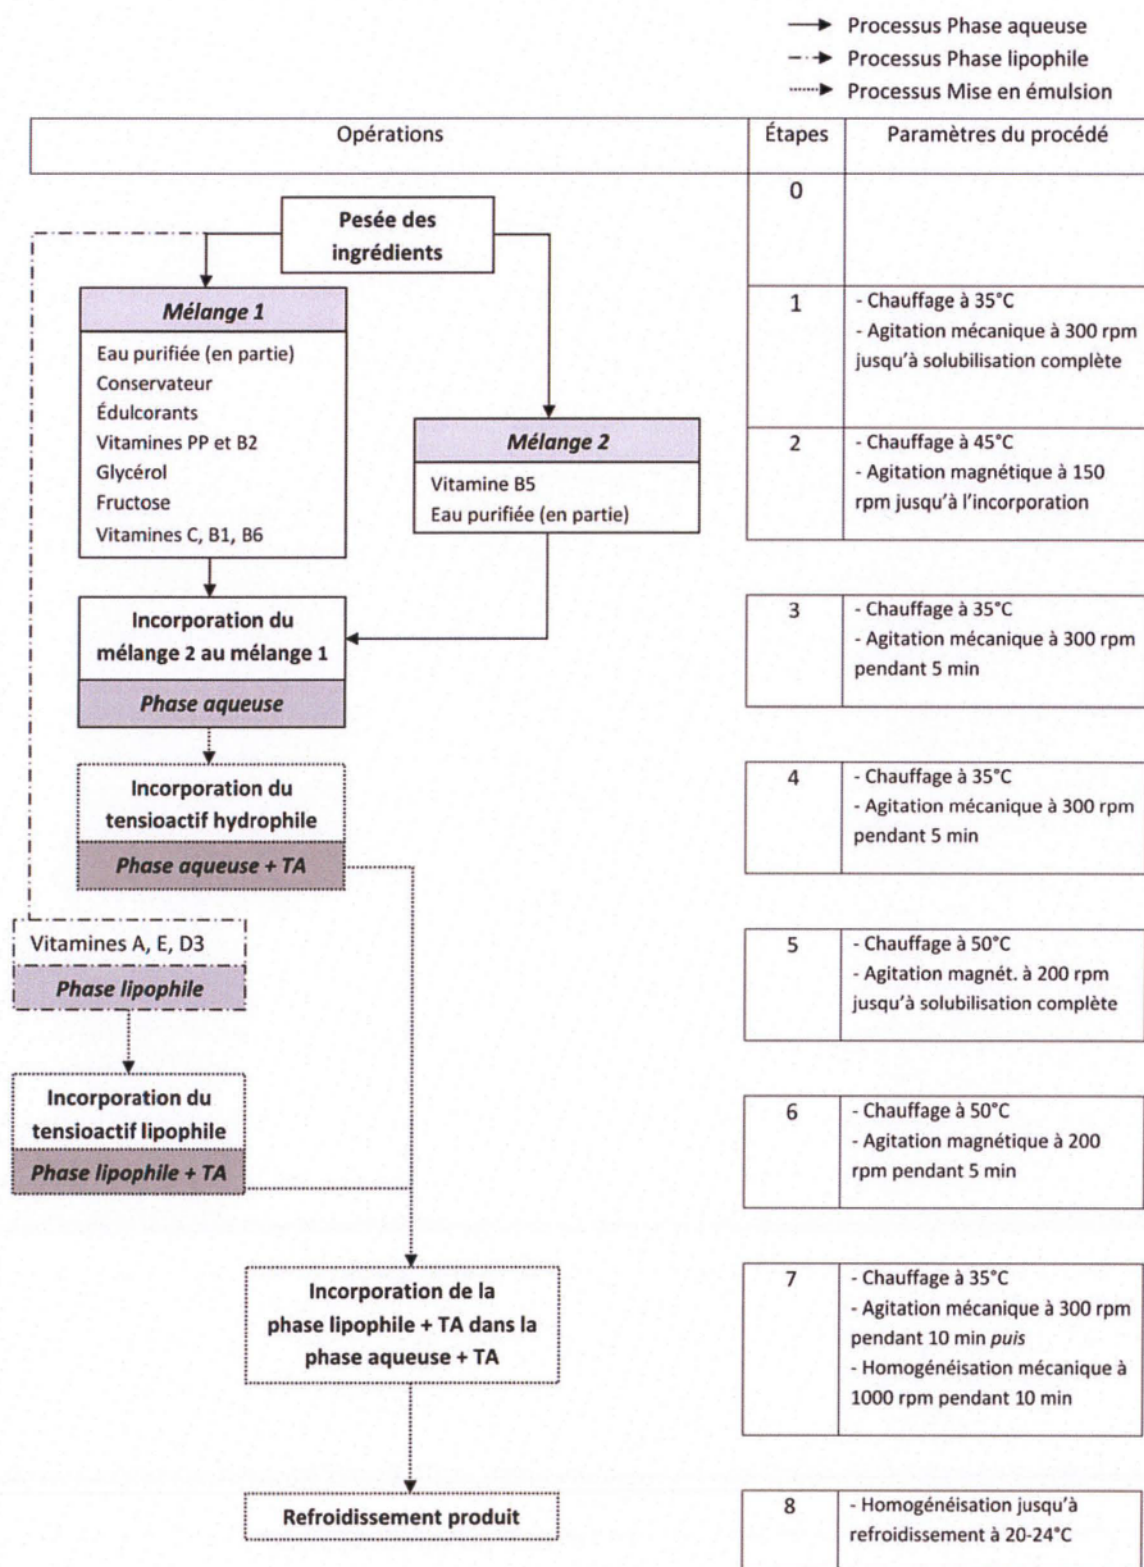 Processus Phase aqueuse
Processus Phase lipophile
Processus Mise en émulsion
Opérations
Étapes
Paramètres du procédé
0
Pesée des
ingrédients
Mélange 1
Eau purifiée (en partie)
Conservateur
Édulcorants
Vitamines PP et B2
Glycérol
Fructose
Vitamines C, B1, B6
1
- Chauffage à 35°C
- Agitation mécanique à 300 rpm
jusqu'à solubilisation complète
Mélange 2
Vitamine B5
Eau purifiée (en partie)
2
- Chauffage à 45°C
- Agitation magnétique à 150
rpm jusqu'à l'incorporation
Incorporation du
mélange 2 au mélange 1
Phase aqueuse
3
- Chauffage à 35°C
- Agitation mécanique à 300 rpm
pendant 5 min
Incorporation du
tensioactif hydrophile
Phase aqueuse + TA
4
- Chauffage à 35°C
- Agitation mécanique à 300 rpm
pendant 5 min
Vitamines A, E, D3
Phase lipophile
5
- Chauffage à 50°C
- Agitation magnét. à 200 rpm
jusqu'à solubilisation complète
Incorporation du
tensioactif lipophile
Phase lipophile + TA
6
- Chauffage à 50°C
- Agitation magnétique à 200
rpm pendant 5 min
Incorporation de la
phase lipophile + TA dans la
phase aqueuse + TA
7
- Chauffage à 35°C
- Agitation mécanique à 300 rpm
pendant 10 min puis
- Homogénéisation mécanique à
1000 rpm pendant 10 min
Refroidissement produit
8
- Homogénéisation jusqu'à
refroidissement à 20-24°C